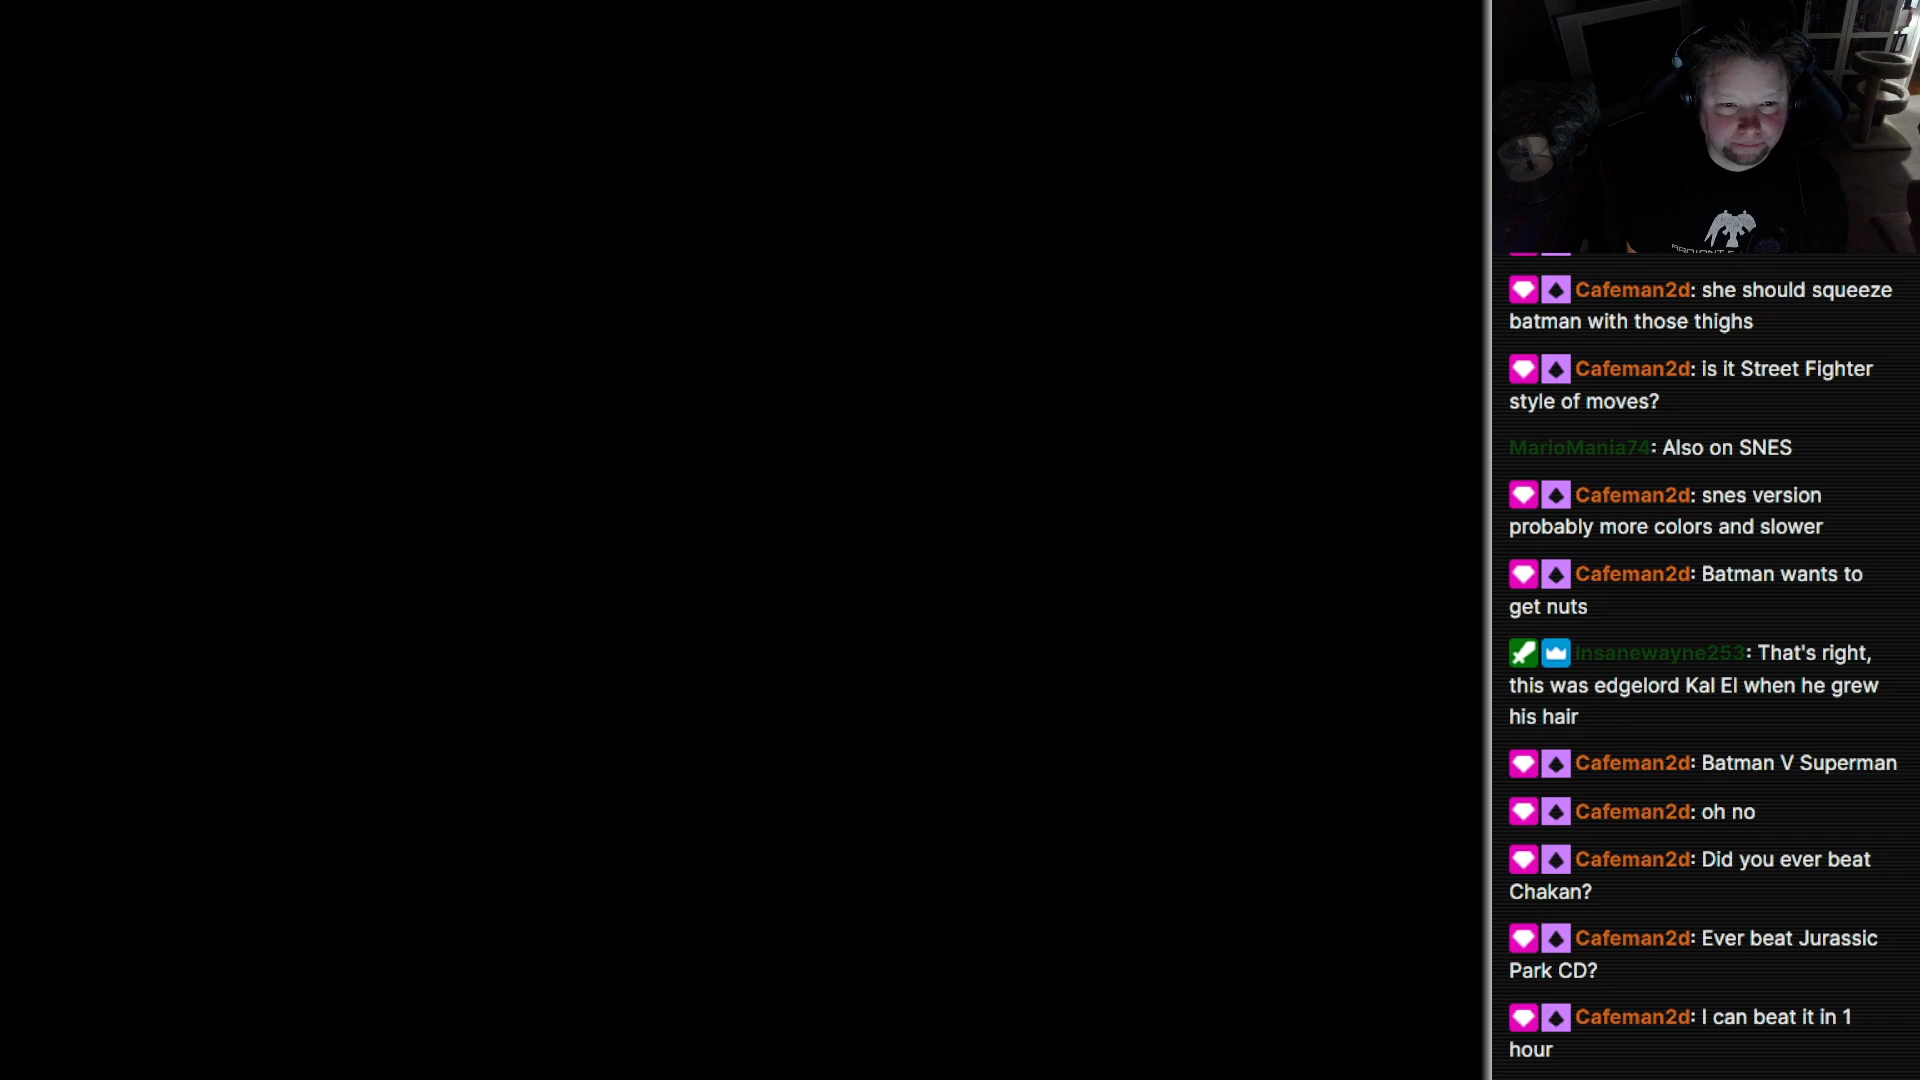 Cafeman2d: she should squeeze
batman with those thighs
Cafeman2d: is it Street Fighter
style of moves?
MarioMania74: Also on SNES
Cafeman2d: snes version
probably more colors and slower
Cafeman2d: Batman wants to
get nuts
Insanewayne253: That's right,
this was edgelord Kal El when he grew
his hair
Cafeman2d: Batman V Superman
Cafeman2d: oh no
Cafeman2d: Did you ever beat
Chakan?
Cafeman2d: Ever beat Jurassic
Park CD?
Cafeman2d: I can beat it in 1
hour